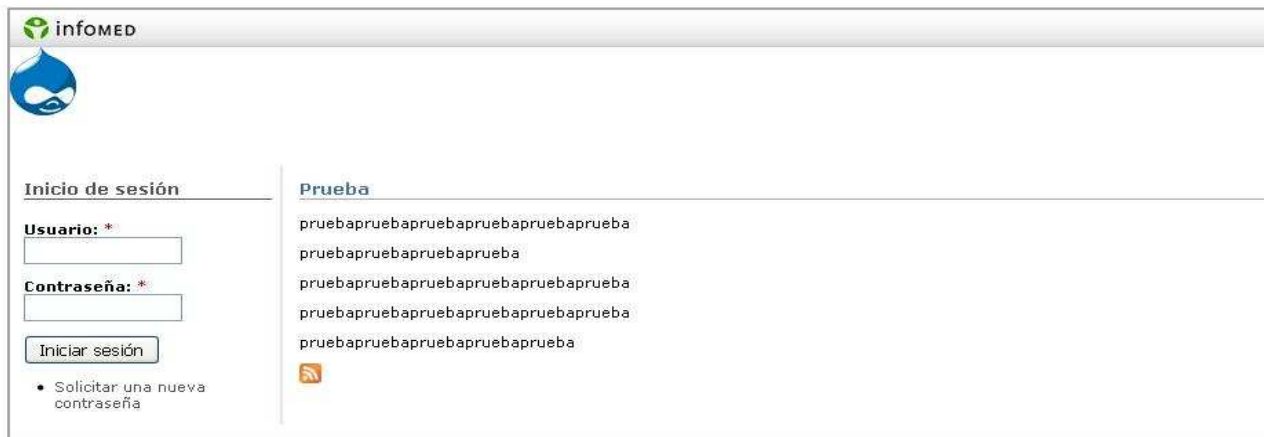 infOMED
Inicio de sesión
Usuario: *
Contraseña: *
Iniciar sesión
• Solicitar una nueva
contraseña
Prueba
pruebapruebapruebapruebapruebaprueba
pruebapruebapruebaprueba
pruebapruebapruebapruebapruebaprueba
pruebapruebapruebapruebapruebaprueba
pruebapruebapruebapruebaprueba